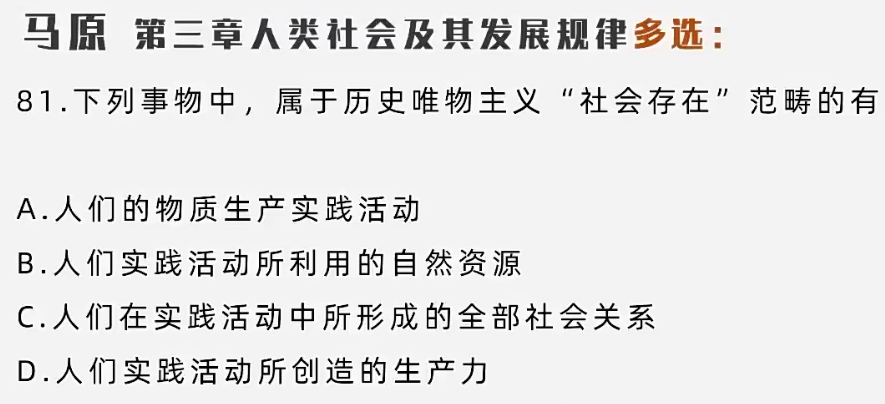 马原 第三章人类社会及其发展规律多选：
81.下列事物中，属于历史唯物主义“社会存在”范畴的有
A.人们的物质生产实践活动
B.人们实践活动所利用的自然资源
C.人们在实践活动中所形成的全部社会关系
D.人们实践活动所创造的生产力